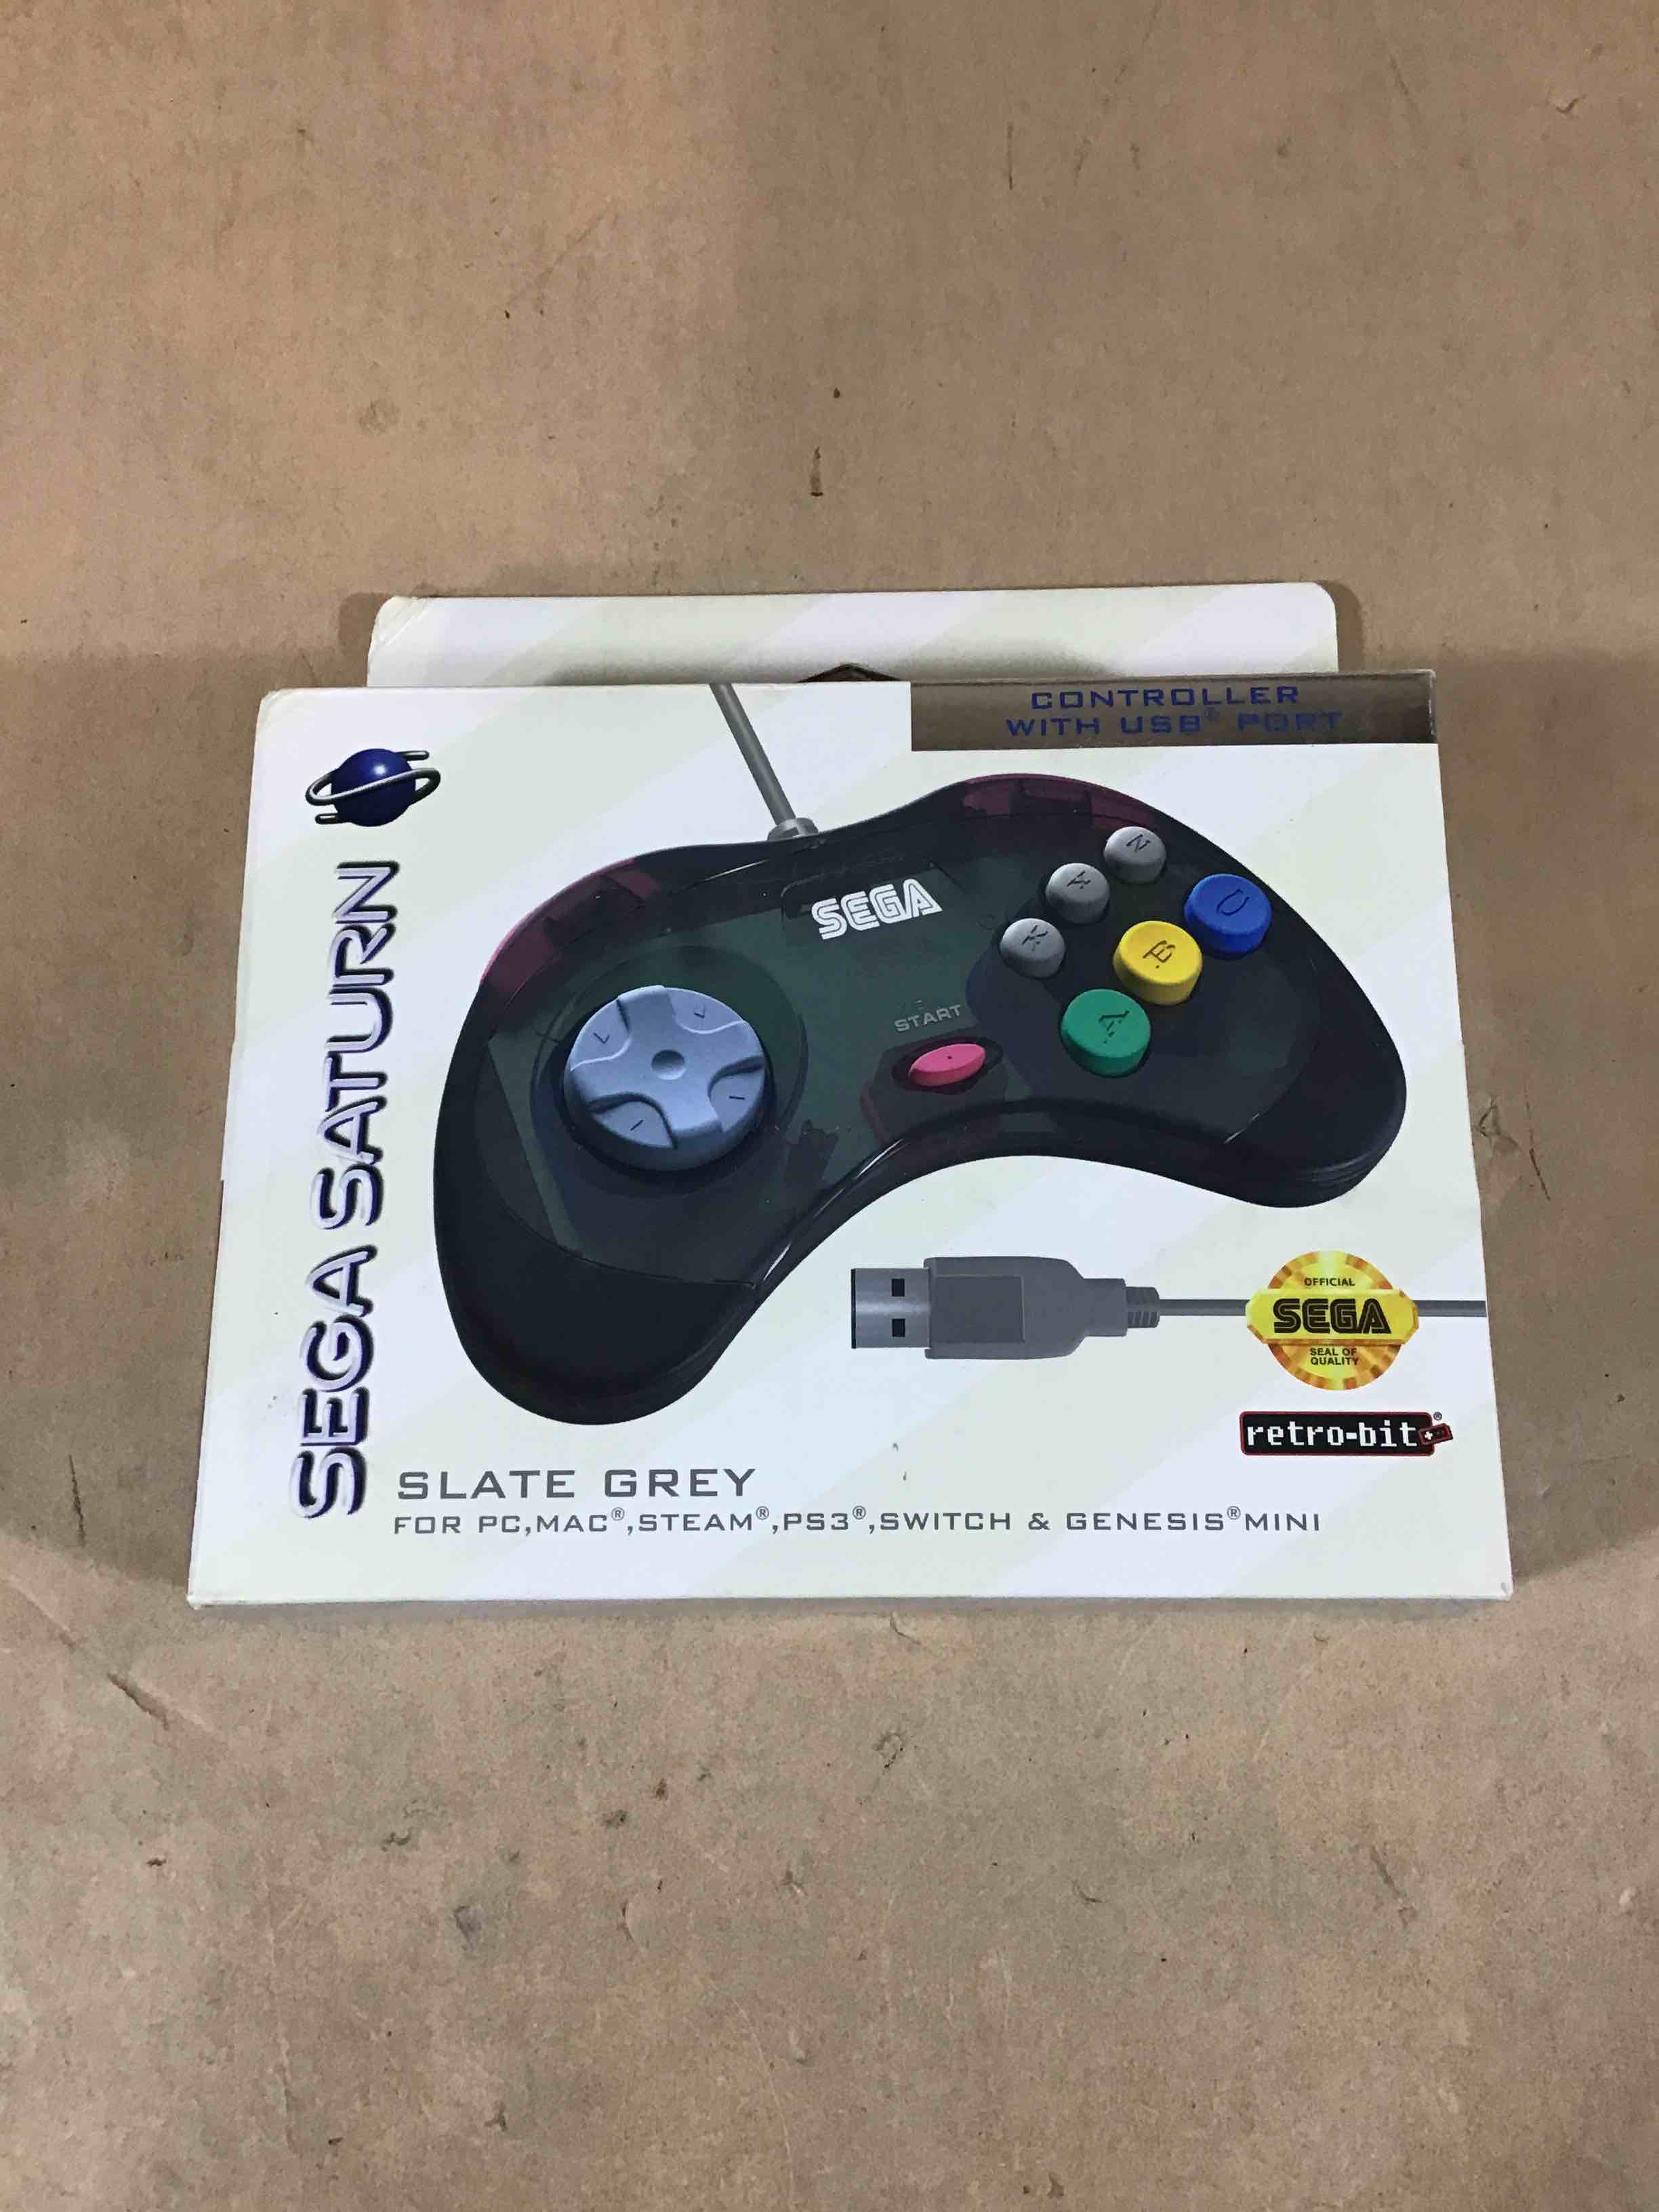 CONTROLLER
WITH USB® PORT
SEGA SATURN
SEGA
START
Z
Y
X
C
B
A
OFFICIAL
SEGA
SEAL OF
QUALITY
retro-bit®
SLATE GREY
FOR PC,MAC®,STEAM®,PS3®,SWITCH & GENESIS®MINI